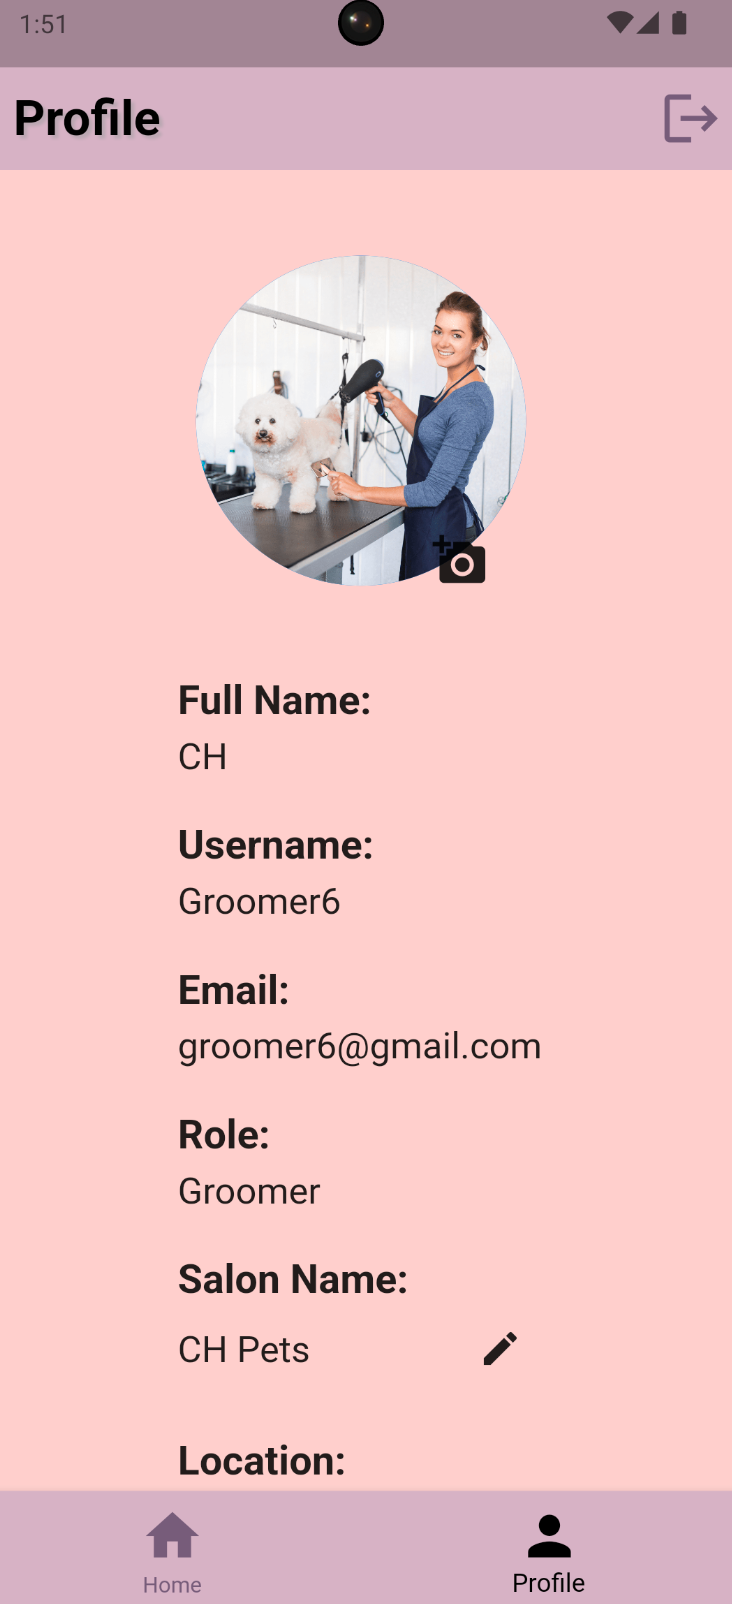 1:51
Profile
Full Name:
CH
Username:
Groomer6
Email:
groomer6@gmail.com
Role:
Groomer
Salon Name:
CH Pets
Location:
Home
Profile